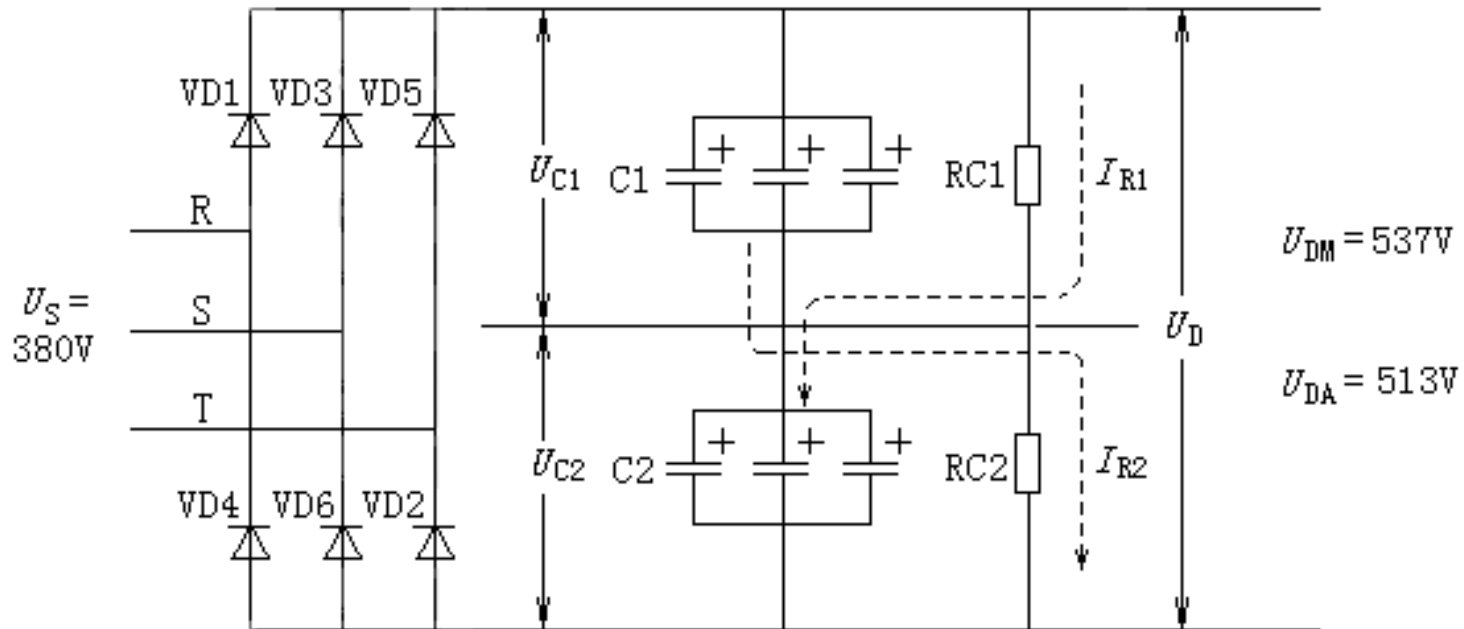 VD1 VD3 VD5
U_C1 C1 + + + RC1 I_R1
R
U_DM = 537V
U_S = 380V
S
U_D
U_DA = 513V
T
U_C2 C2 + + + RC2 I_R2
VD4 VD6 VD2